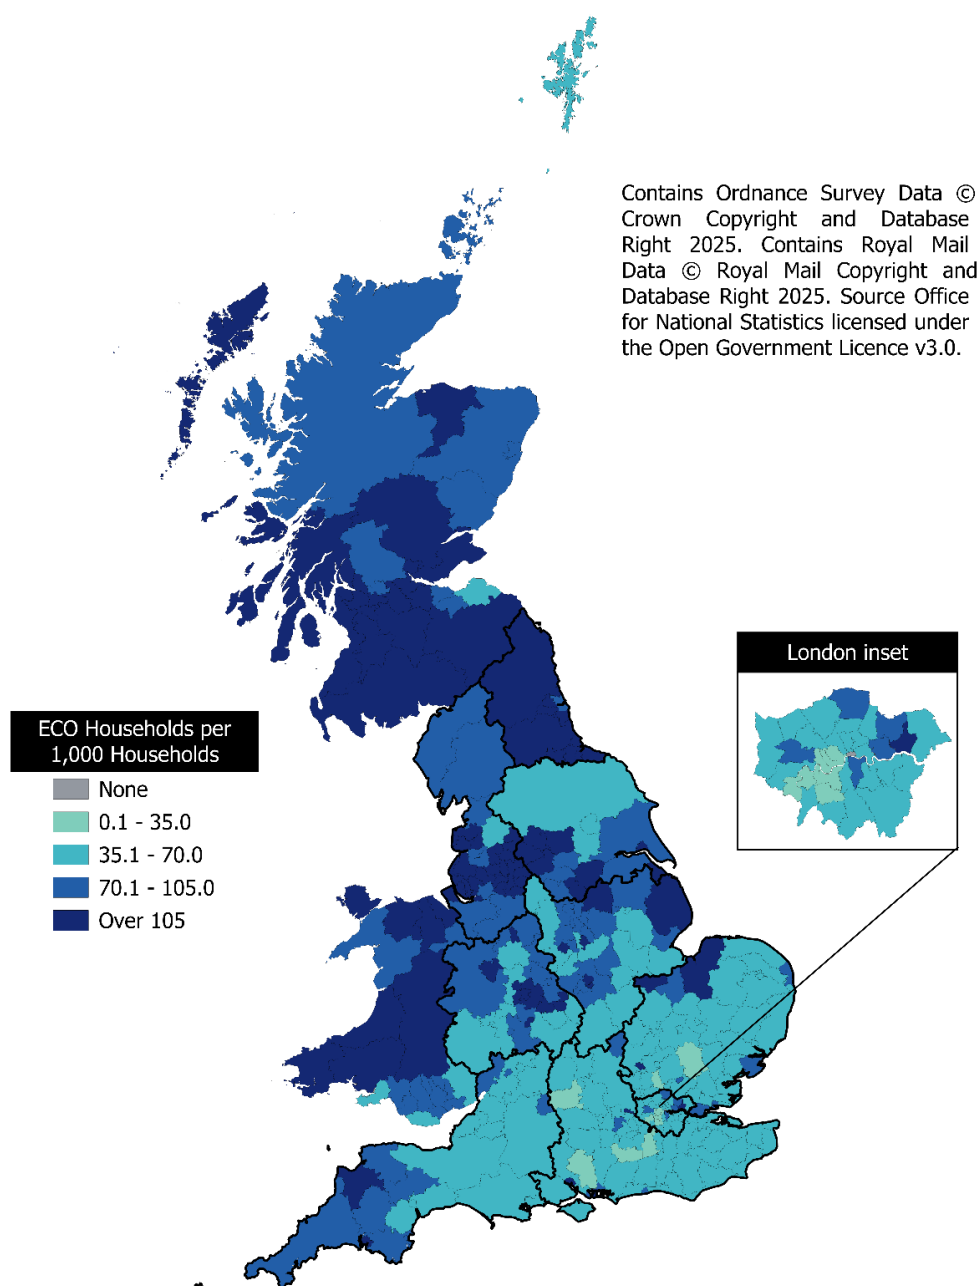 Contains Ordnance Survey Data ©
Crown Copyright and Database
Right 2025. Contains Royal Mail
Data © Royal Mail Copyright and
Database Right 2025. Source Office
for National Statistics licensed under
the Open Government Licence v3.0.
London inset
ECO Households per
1,000 Households
None
0.1 - 35.0
35.1 - 70.0
70.1 - 105.0
Over 105